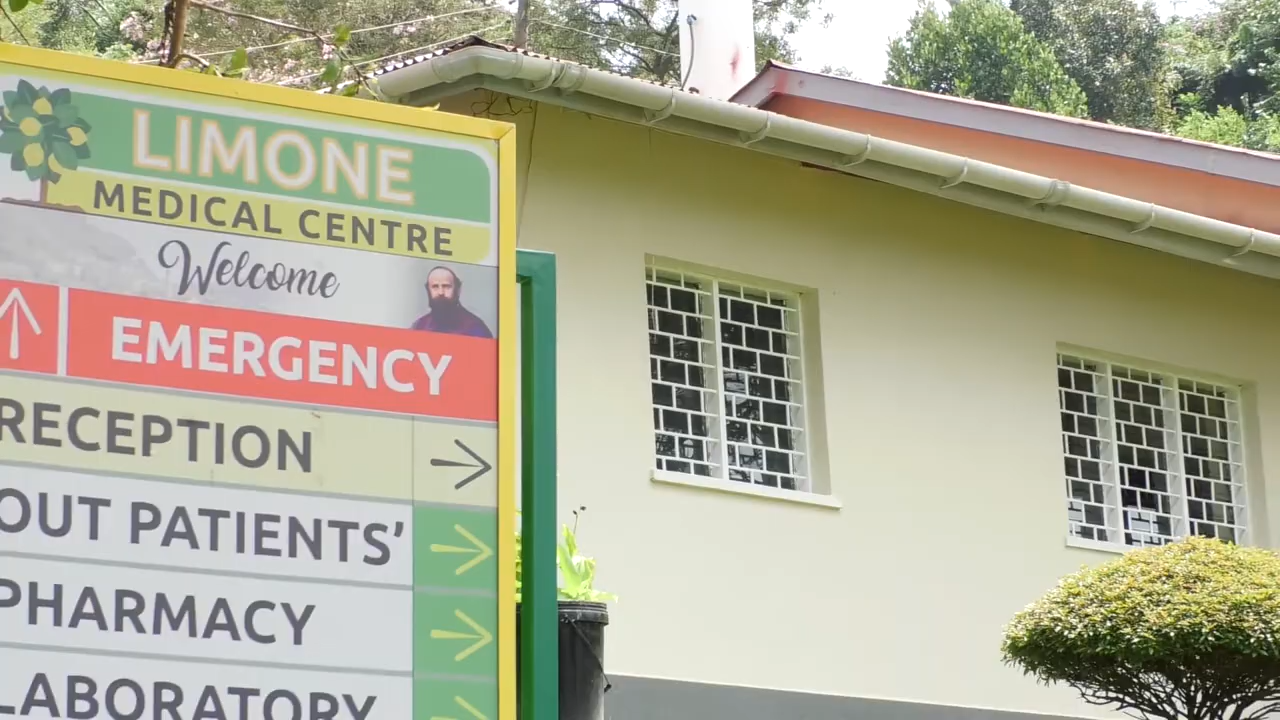 LIMONE
MEDICAL CENTRE
Welcome
EMERGENCY
RECEPTION
OUT PATIENTS’
PHARMACY
LABORATORY